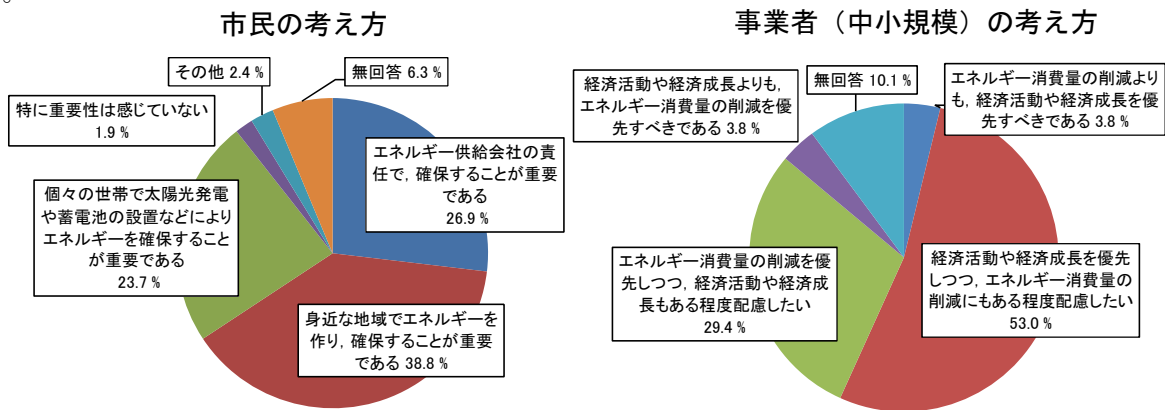 。
市民の考え方
その他 2.4 %
無回答 6.3 %
特に重要性は感じていない
1.9 %
エネルギー供給会社の責
任で，確保することが重要
である
26.9 %
個々の世帯で太陽光発電
や蓄電池の設置などにより
エネルギーを確保すること
が重要である
23.7 %
身近な地域でエネルギーを
作り，確保することが重要
である 38.8 %
事業者（中小規模）の考え方
経済活動や経済成長よりも，
エネルギー消費量の削減を優
先すべきである 3.8 %
無回答 10.1 %
エネルギー消費量の削減より
も，経済活動や経済成長を優
先すべきである 3.8 %
エネルギー消費量の削減を優
先しつつ，経済活動や経済成
長もある程度配慮したい
29.4 %
経済活動や経済成長を優先
しつつ，エネルギー消費量の
削減にもある程度配慮したい
53.0 %